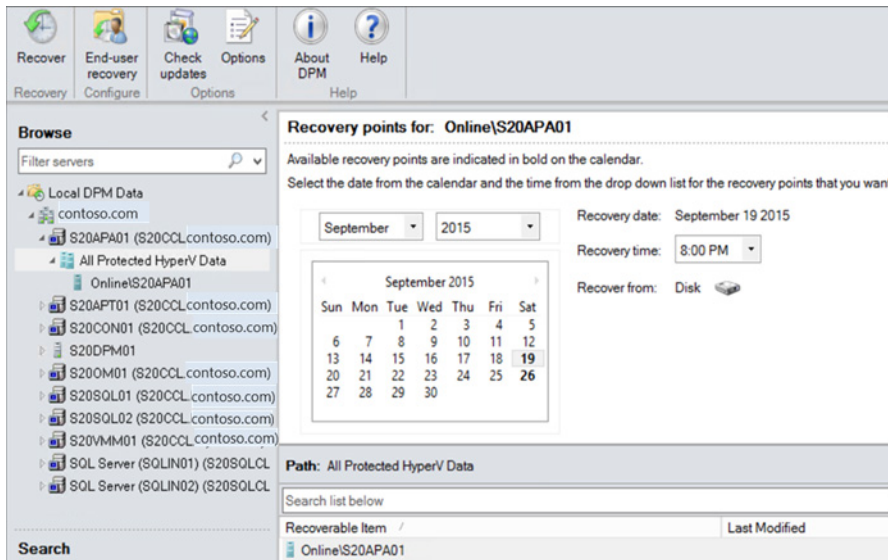 Recover End-user recovery Check updates Options About DPM Help
Recovery Configure Options Help
Browse
Filter servers
Local DPM Data
contoso.com
S20APA01 (S20CCL.contoso.com)
All Protected HyperV Data
Online\S20APA01
S20APT01 (S20CCL.contoso.com)
S20CON01 (S20CCL.contoso.com)
S20DPM01
S20OM01 (S20CCL.contoso.com)
S20SQL01 (S20CCL.contoso.com)
S20SQL02 (S20CCL.contoso.com)
S20VMM01 (S20CCL.contoso.com)
SQL Server (SQLIN01) (S20SQLCL
SQL Server (SQLIN02) (S20SQLCL
Search
Recovery points for: Online\S20APA01
Available recovery points are indicated in bold on the calendar.
Select the date from the calendar and the time from the drop down list for the recovery points that you want
September 2015
September 2015
Sun Mon Tue Wed Thu Fri Sat
1 2 3 4 5
6 7 8 9 10 11 12
13 14 15 16 17 18 19
20 21 22 23 24 25 26
27 28 29 30
Recovery date: September 19 2015
Recovery time: 8:00 PM
Recover from: Disk
Path: All Protected HyperV Data
Search list below
Recoverable Item / Last Modified
Online\S20APA01